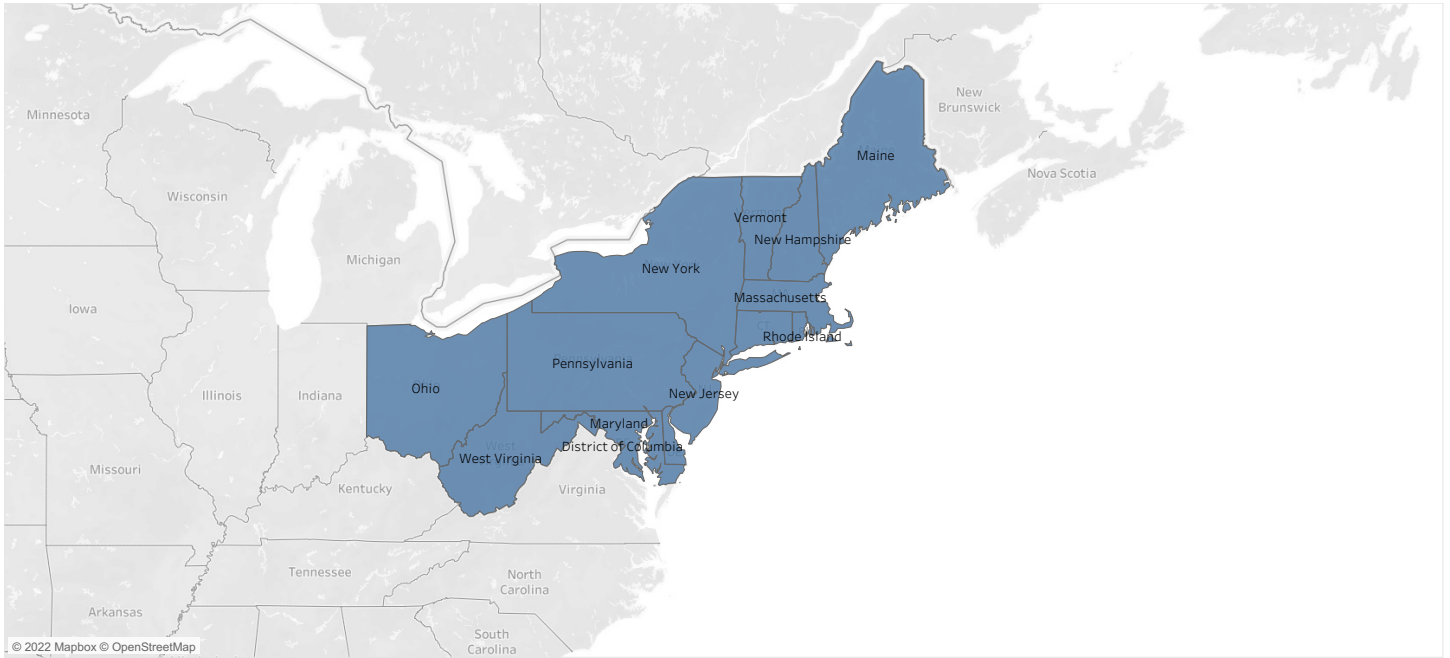 New
Brunswick
Minnesota
Maine
Nova Scotia
Wisconsin
Vermont
New Hampshire
Michigan
New York
Massachusetts
Iowa
CT
Rhode Island
Pennsylvania
Ohio
Illinois
Indiana
New Jersey
Maryland
District of Columbia
West
West Virginia
Missouri
Kentucky
Virginia
Tennessee
North
Carolina
Arkansas
South
Carolina
© 2022 Mapbox © OpenStreetMap